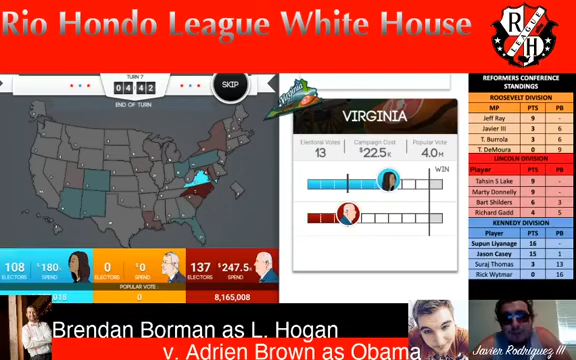 Rio Hondo League White House
R
H
LEAGUE
TURN 7
04:42
END OF TURN
SKIP
Virginia
VIRGINIA
Electoral Votes Campaign Cost Popular Vote
13 $22.5K 4.0M
WIN
108 $180K
ELECTORS SPEND
0 $0
ELECTORS SPEND
137 $247.5K
ELECTORS SPEND
POPULAR VOTE
018 0 8,165,008
REFORMERS CONFERENCE
STANDINGS
ROOSEVELT DIVISION
MP PTS PB
Jeff Ray 9 -
Javier III 3 6
T. Burrola 3 6
T. DeMoura 0 9
LINCLIN DIVISION
Player PTS PB
Tahsin S Lake 9 -
Marty Donnelly 9 -
Bart Shilders 6 3
Richard Gadd 4 5
KENNEDY DIVISION
Player PTS PB
Supun Liyanage 16 -
Jason Casey 15 1
Suraj Thomas 3 13
Rick Wytmar 0 16
Brendan Borman as L. Hogan
v. Adrien Brown as Obama
Javier Rodriguez III